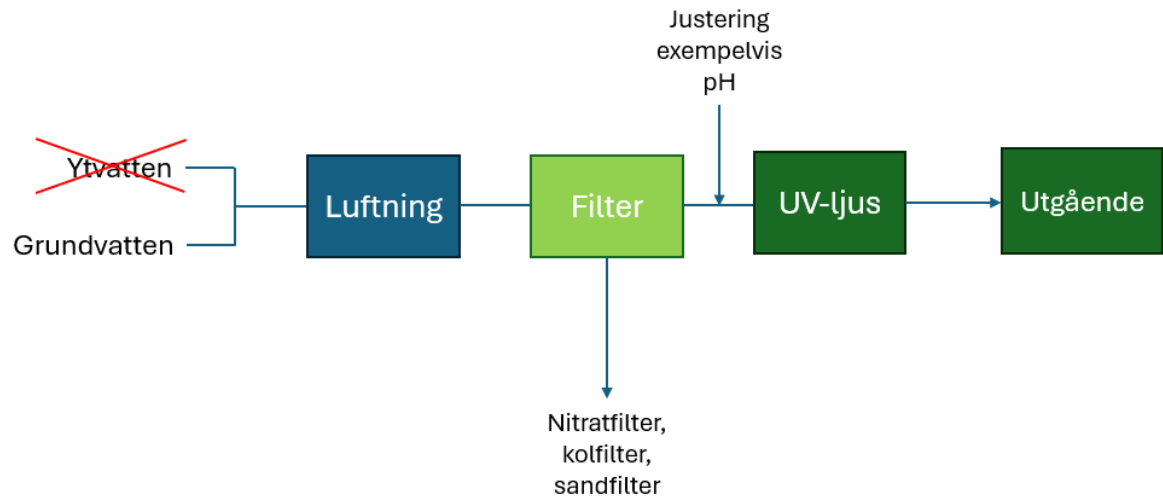 Justering
exempelvis
pH
Ytvatten
Grundvatten
Luftning
Filter
UV-ljus
Utgående
Nitratfilter,
kolfilter,
sandfilter